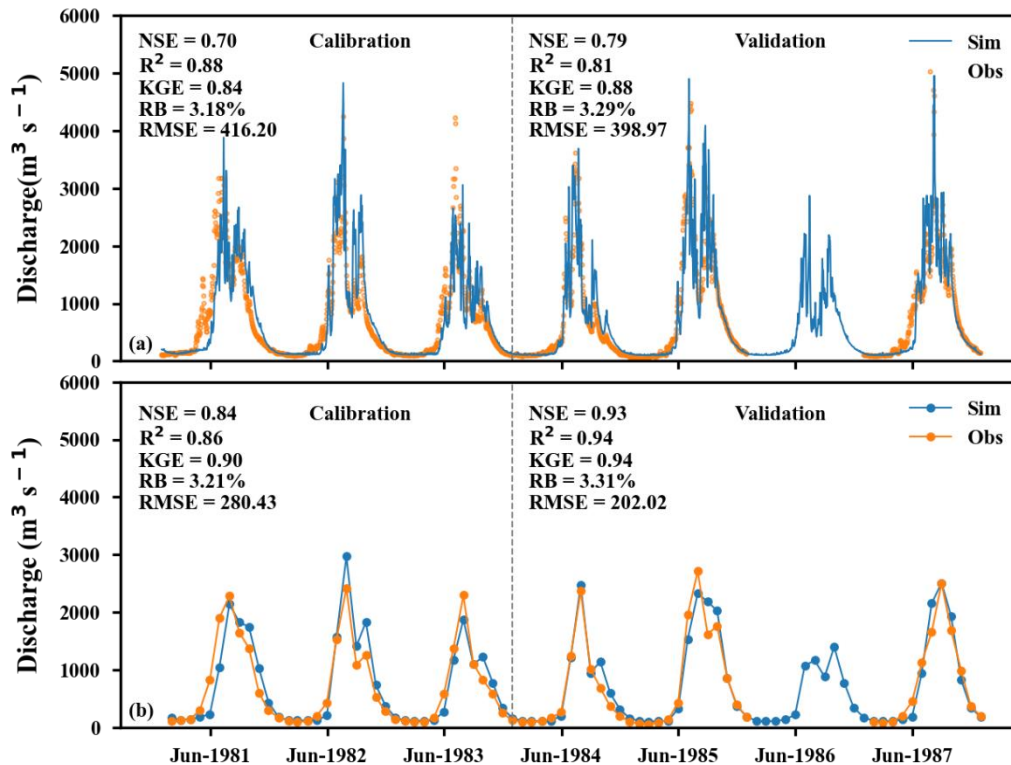 6000
5000
4000
3000
2000
1000
0
Discharge(m³ s ⁻¹)
NSE = 0.70
R² = 0.88
KGE = 0.84
RB = 3.18%
RMSE = 416.20
Calibration
NSE = 0.79
R² = 0.81
KGE = 0.88
RB = 3.29%
RMSE = 398.97
Validation
Sim
Obs
(a)
6000
5000
4000
3000
2000
1000
0
Discharge (m³ s ⁻¹)
NSE = 0.84
R² = 0.86
KGE = 0.90
RB = 3.21%
RMSE = 280.43
Calibration
NSE = 0.93
R² = 0.94
KGE = 0.94
RB = 3.31%
RMSE = 202.02
Validation
Sim
Obs
(b)
Jun-1981 Jun-1982 Jun-1983 Jun-1984 Jun-1985 Jun-1986 Jun-1987